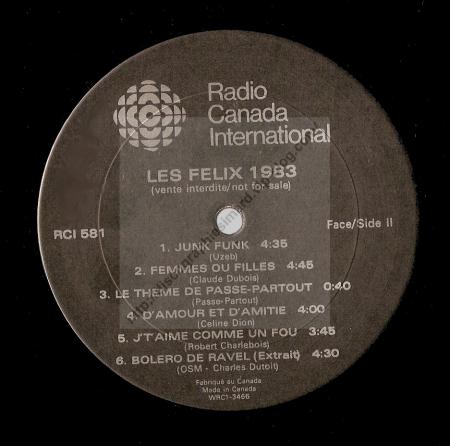 Radio
Canada
International
LES FELIX 1983
(vente interdite/not for sale)
RCI 581
Face/Side II
1. JUNK FUNK 4:35
(Uzeb)
2. FEMMES OU FILLES 4:45
(Claude Dubois)
3. LE THEME DE PASSE-PARTOUT 0:40
(Passe-Partout)
4. D'AMOUR ET D'AMITIE 4:00
(Celine Dion)
5. J'T'AIME COMME UN FOU 3:45
(Robert Charlebois)
6. BOLERO DE RAVEL (Extrait) 4:30
(OSM - Charles Dutoit)
Fabriqué au Canada
Made in Canada
WRC1-3466